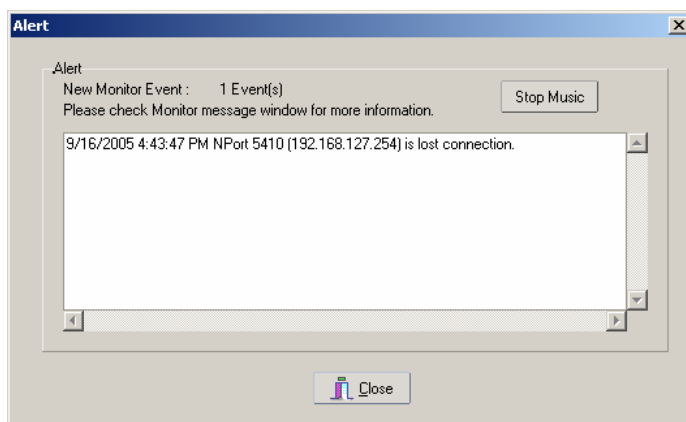 Alert
Alert
New Monitor Event : 1 Event(s)
Stop Music
Please check Monitor message window for more information.
9/16/2005 4:43:47 PM NPort 5410 (192.168.127.254) is lost connection.
Close